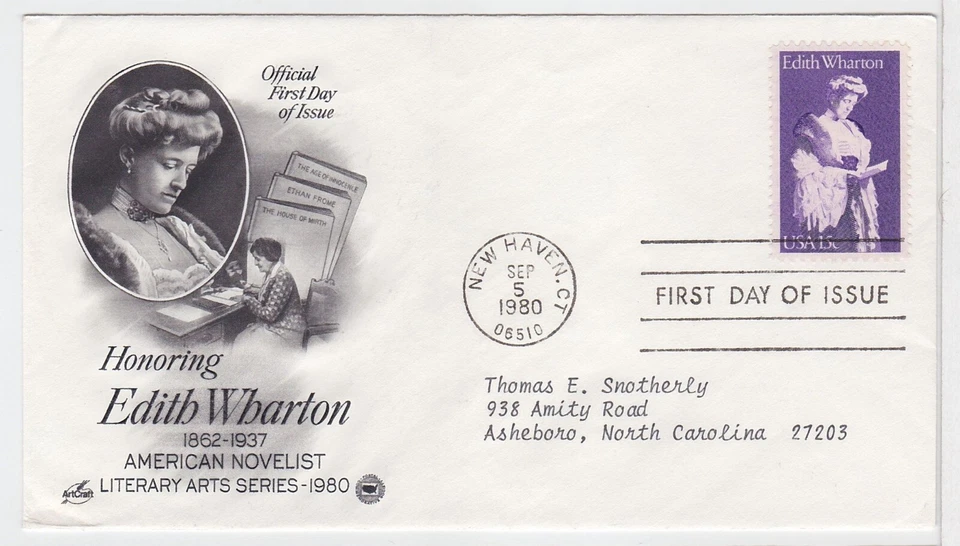 Official
First Day
of Issue
THE AGE OF INNOCENCE
ETHAN FROME
THE HOUSE OF MIRTH
Honoring
Edith Wharton
1862-1937
AMERICAN NOVELIST
LITERARY ARTS SERIES-1980
ArtCraft
Edith Wharton
USA 15c
NEW HAVEN, CT
SEP
5
1980
06510
FIRST DAY OF ISSUE
Thomas E. Snotherly
938 Amity Road
Asheboro, North Carolina 27203